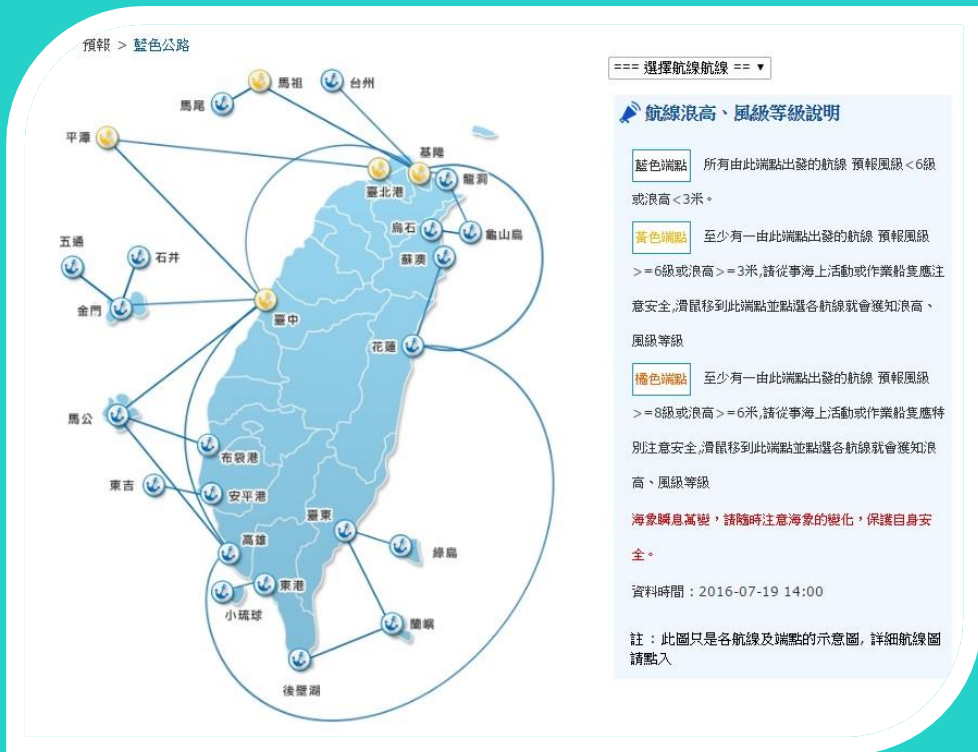 預報 > 藍色公路
=== 選擇航線航線 == ▼
馬祖
台州
馬尾
平潭
基隆
龍洞
臺北港
烏石
龜山島
五通
石井
蘇澳
金門
臺中
花蓮
馬公
布袋港
東吉
安平港
臺東
高雄
綠島
東港
小琉球
蘭嶼
後壁湖
航線浪高、風級等級說明
藍色端點 所有由此端點出發的航線 預報風級<6級
或浪高<3米。
黃色端點 至少有一由此端點出發的航線 預報風級
>=6級或浪高>=3米,請從事海上活動或作業船隻應注
意安全,滑鼠移到此端點並點選各航線就會獲知浪高、
風級等級
橘色端點 至少有一由此端點出發的航線 預報風級
>=8級或浪高>=6米,請從事海上活動或作業船隻應特
別注意安全,滑鼠移到此端點並點選各航線就會獲知浪
高、風級等級
海象瞬息萬變，請隨時注意海象的變化，保護自身安
全。
資料時間：2016-07-19 14:00
註：此圖只是各航線及端點的示意圖, 詳細航線圖
請點入